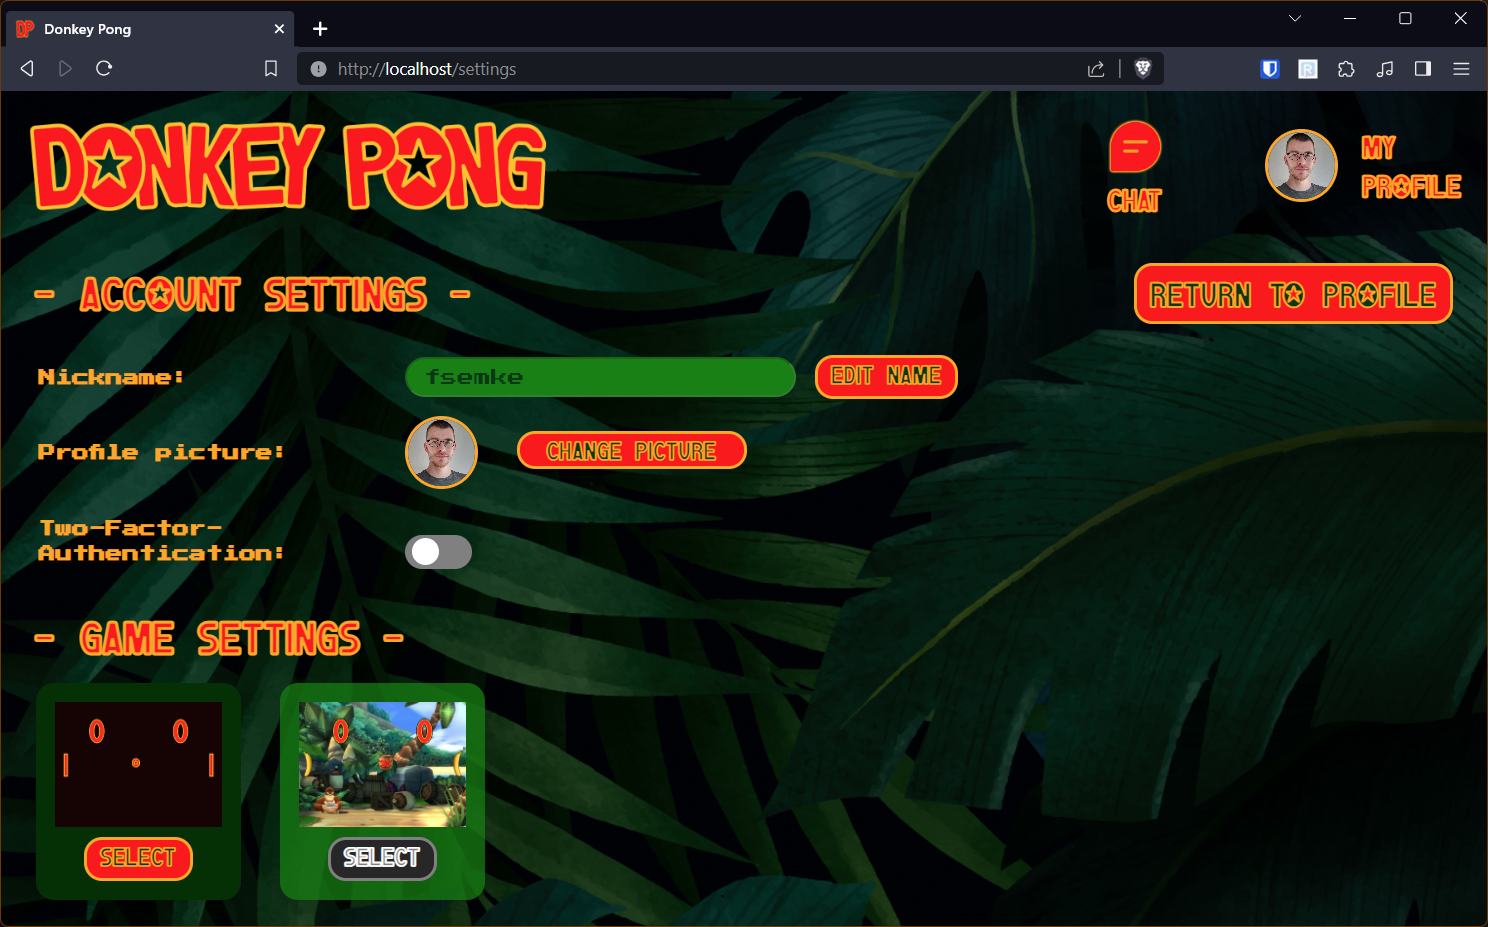 Donkey Pong
http://localhost/settings
DONKEY PONG
CHAT
MY
PROFILE
- ACCOUNT SETTINGS -
RETURN TO PROFILE
Nickname:
fsemke
EDIT NAME
Profile picture:
CHANGE PICTURE
Two-Factor-
Authentication:
- GAME SETTINGS -
0 0
0 0
SELECT
SELECT